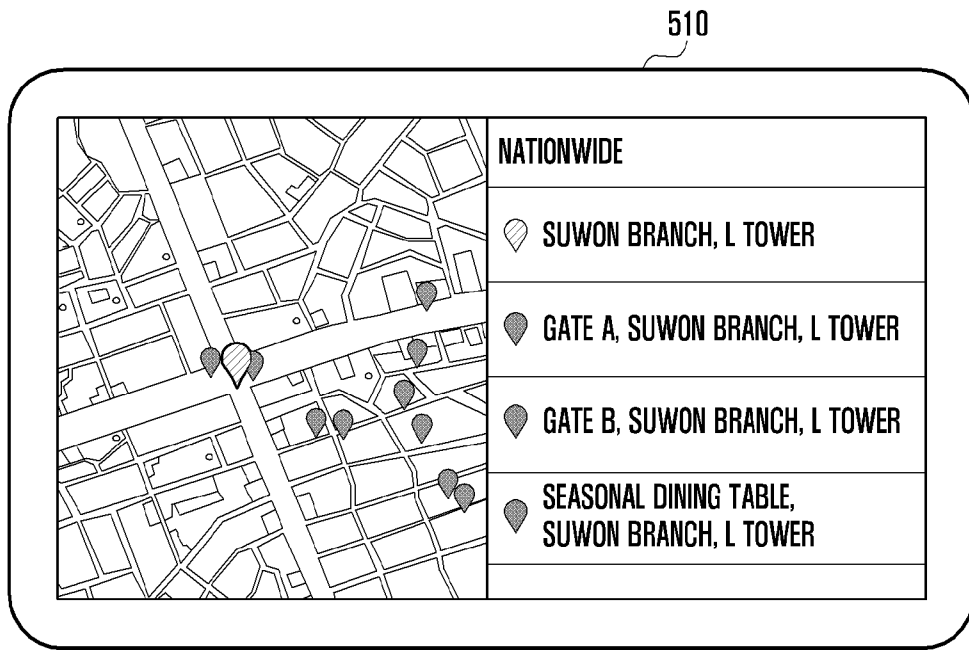 510
NATIONWIDE
SUWON BRANCH, L TOWER
GATE A, SUWON BRANCH, L TOWER
GATE B, SUWON BRANCH, L TOWER
SEASONAL DINING TABLE,
SUWON BRANCH, L TOWER